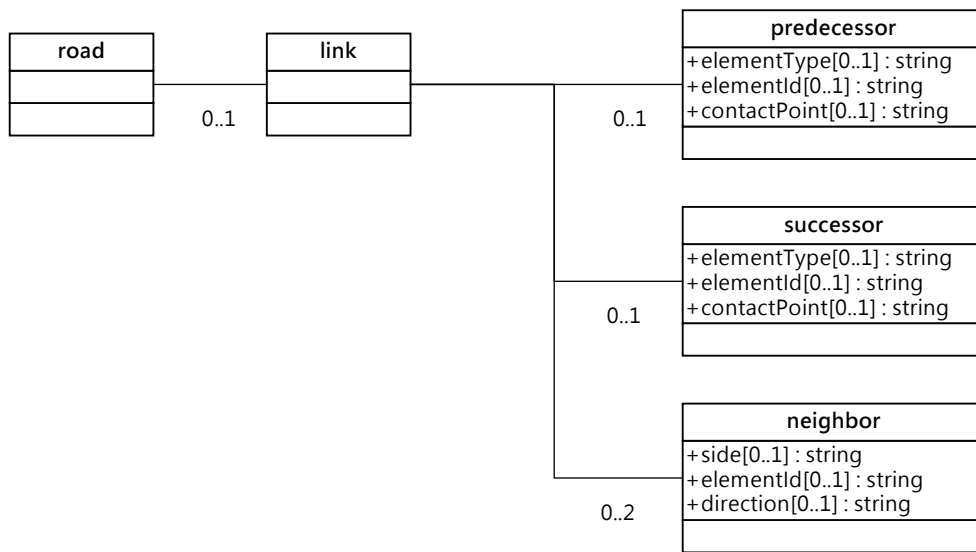 road
0..1
link
0..1
predecessor
+elementType[0..1] : string
+elementId[0..1] : string
+contactPoint[0..1] : string
0..1
successor
+elementType[0..1] : string
+elementId[0..1] : string
+contactPoint[0..1] : string
0..2
neighbor
+side[0..1] : string
+elementId[0..1] : string
+direction[0..1] : string